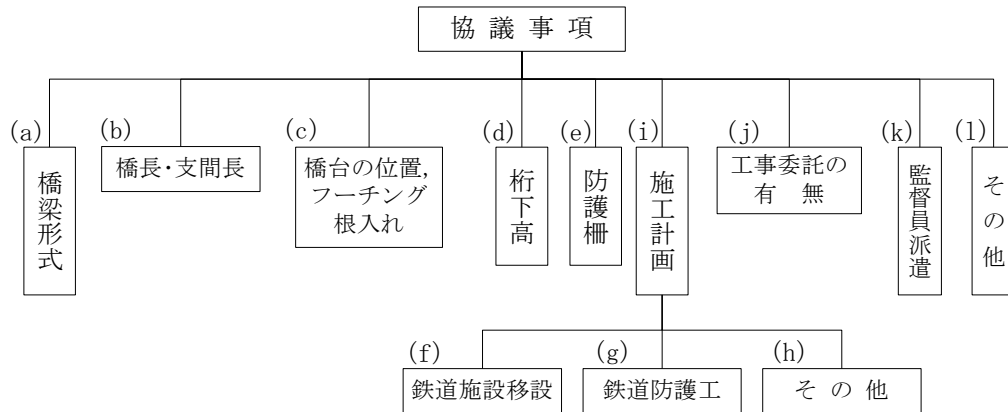 協 議 事 項
(a)
橋梁形式
(b)
橋長・支間長
(c)
橋台の位置,
フーチング
根入れ
(d)
桁下高
(e)
防護柵
(i)
施工計画
(j)
工事委託の
有　無
(k)
監督員派遣
(l)
その他
(f)
鉄道施設移設
(g)
鉄道防護工
(h)
そ の 他